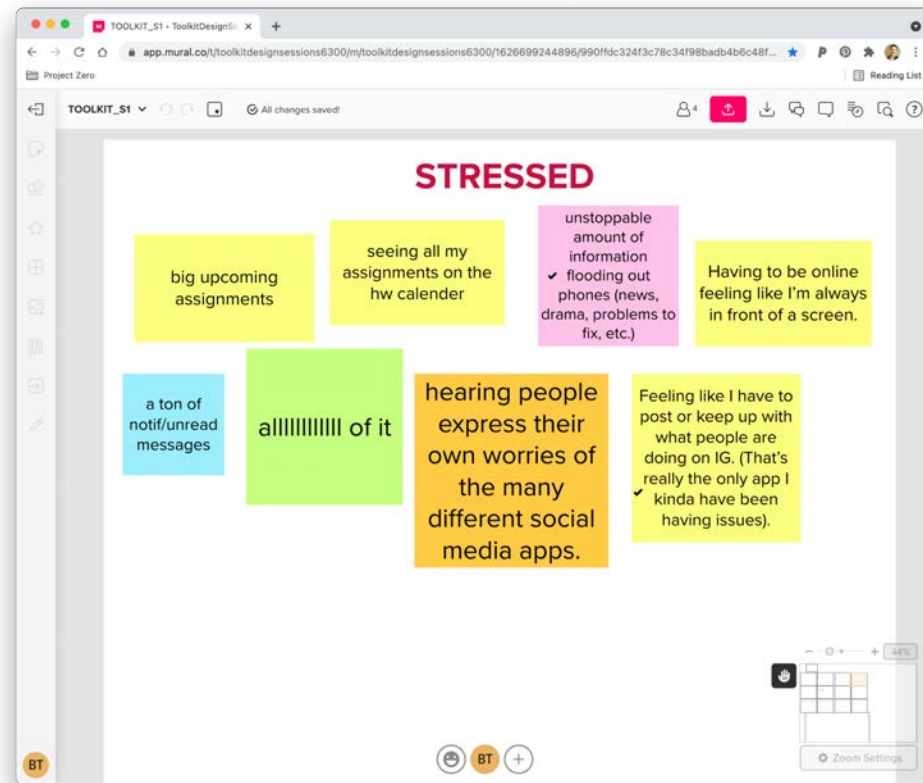 TOOLKIT_S1 • ToolkitDesignSe
app.mural.co/t/toolkitdesignsessions6300/m/toolkitdesignsessions6300/1626699244896/990ffdc324f3c78c34f98badb4b6c48f...
Project Zero
Reading List
TOOLKIT_S1
All changes saved!
4
STRESSED
big upcoming
assignments
seeing all my
assignments on the
hw calender
unstoppable
amount of
information
flooding out
phones (news,
drama, problems to
fix, etc.)
Having to be online
feeling like I'm always
in front of a screen.
a ton of
notif/unread
messages
allllllllllll of it
hearing people
express their
own worries of
the many
different social
media apps.
Feeling like I have to
post or keep up with
what people are
doing on IG. (That's
really the only app I
kinda have been
having issues).
44%
Zoom Settings
BT
BT